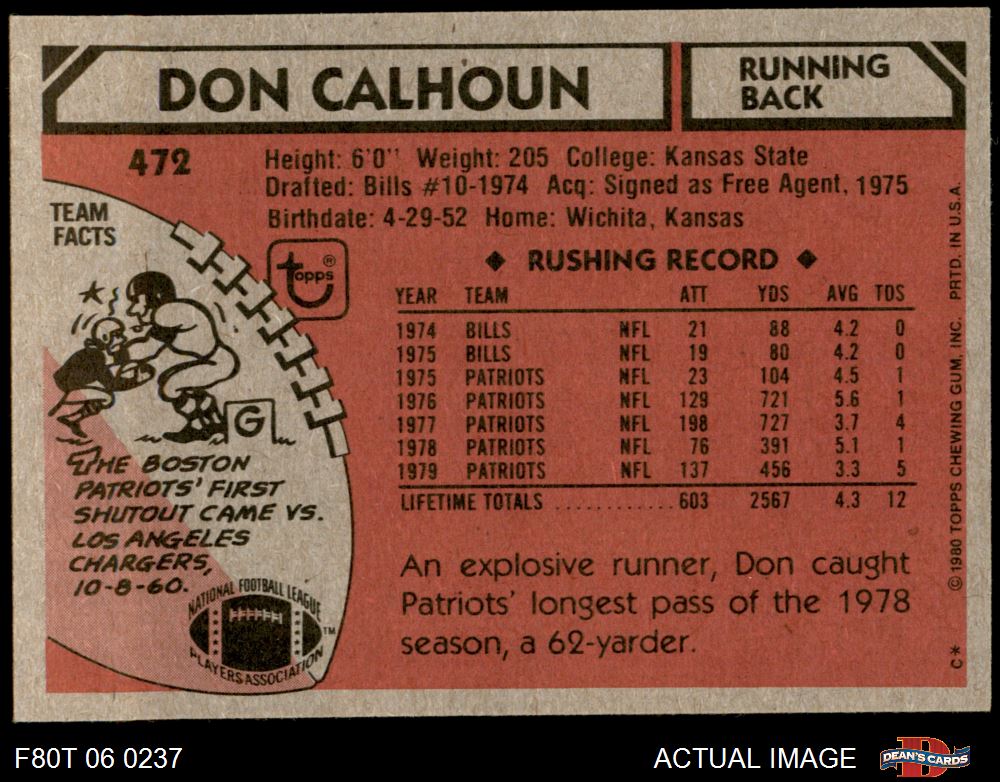 DON CALHOUN
RUNNING
BACK
472
Height: 6'0" Weight: 205 College: Kansas State
Drafted: Bills #10-1974 Acq: Signed as Free Agent, 1975
Birthdate: 4-29-52 Home: Wichita, Kansas
TEAM
FACTS
topps ®
◆ RUSHING RECORD ◆
YEAR TEAM ATT YDS AVG TDS
1974 BILLS NFL 21 88 4.2 0
1975 BILLS NFL 19 80 4.2 0
1975 PATRIOTS NFL 23 104 4.5 1
1976 PATRIOTS NFL 129 721 5.6 1
1977 PATRIOTS NFL 198 727 3.7 4
1978 PATRIOTS NFL 76 391 5.1 1
1979 PATRIOTS NFL 137 456 3.3 5
LIFETIME TOTALS ............ 603 2567 4.3 12
G
THE BOSTON
PATRIOTS' FIRST
SHUTOUT CAME VS.
LOS ANGELES
CHARGERS,
10-8-60.
NATIONAL FOOTBALL LEAGUE
PLAYERS ASSOCIATION
TM
An explosive runner, Don caught
Patriots' longest pass of the 1978
season, a 62-yarder.
C* © 1980 TOPPS CHEWING GUM, INC. PRTD. IN U.S.A.
F80T 06 0237
ACTUAL IMAGE
D
DEAN'S CARDS